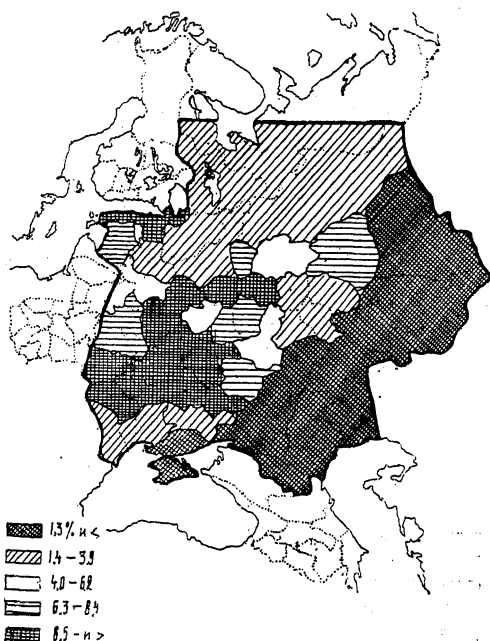 1,3% и <
1,4 - 3,9
4,0 - 6,2
6,3 - 8,4
8,5 - и >